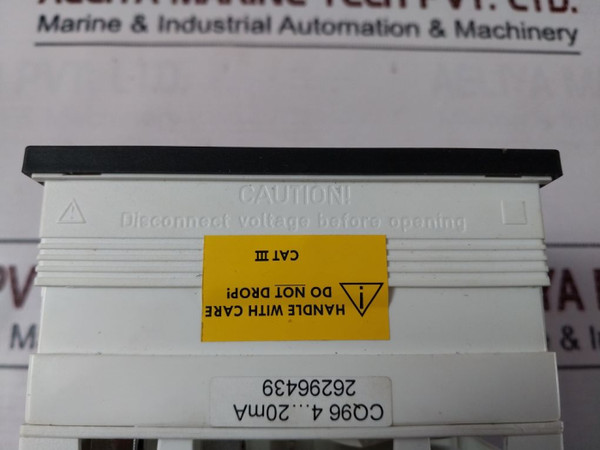 Marine & Industrial Automation & Machinery
CAUTION!
Disconnect voltage before opening
HANDLE WITH CARE
DO NOT DROP!
CAT III
CQ96 4...20mA
26296439